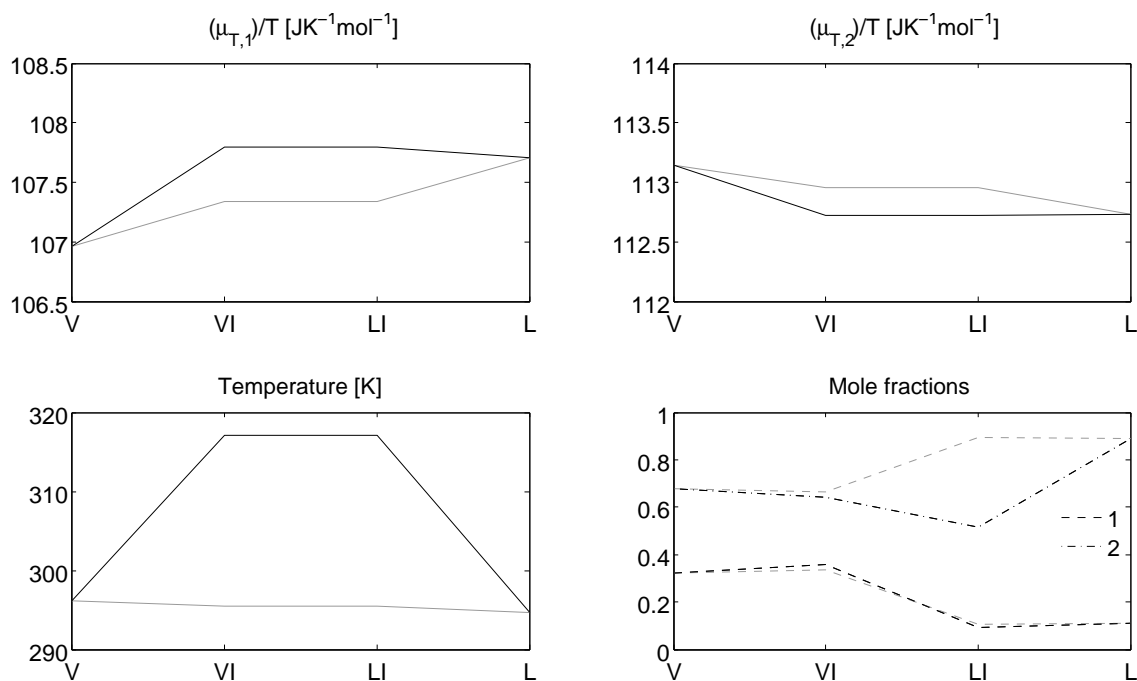 (μT,1)/T [JK−1mol−1]
108.5
108
107.5
107
106.5
V VI LI L
(μT,2)/T [JK−1mol−1]
114
113.5
113
112.5
112
V VI LI L
Temperature [K]
320
310
300
290
V VI LI L
Mole fractions
1
0.8
0.6
0.4
0.2
0
1
2
V VI LI L